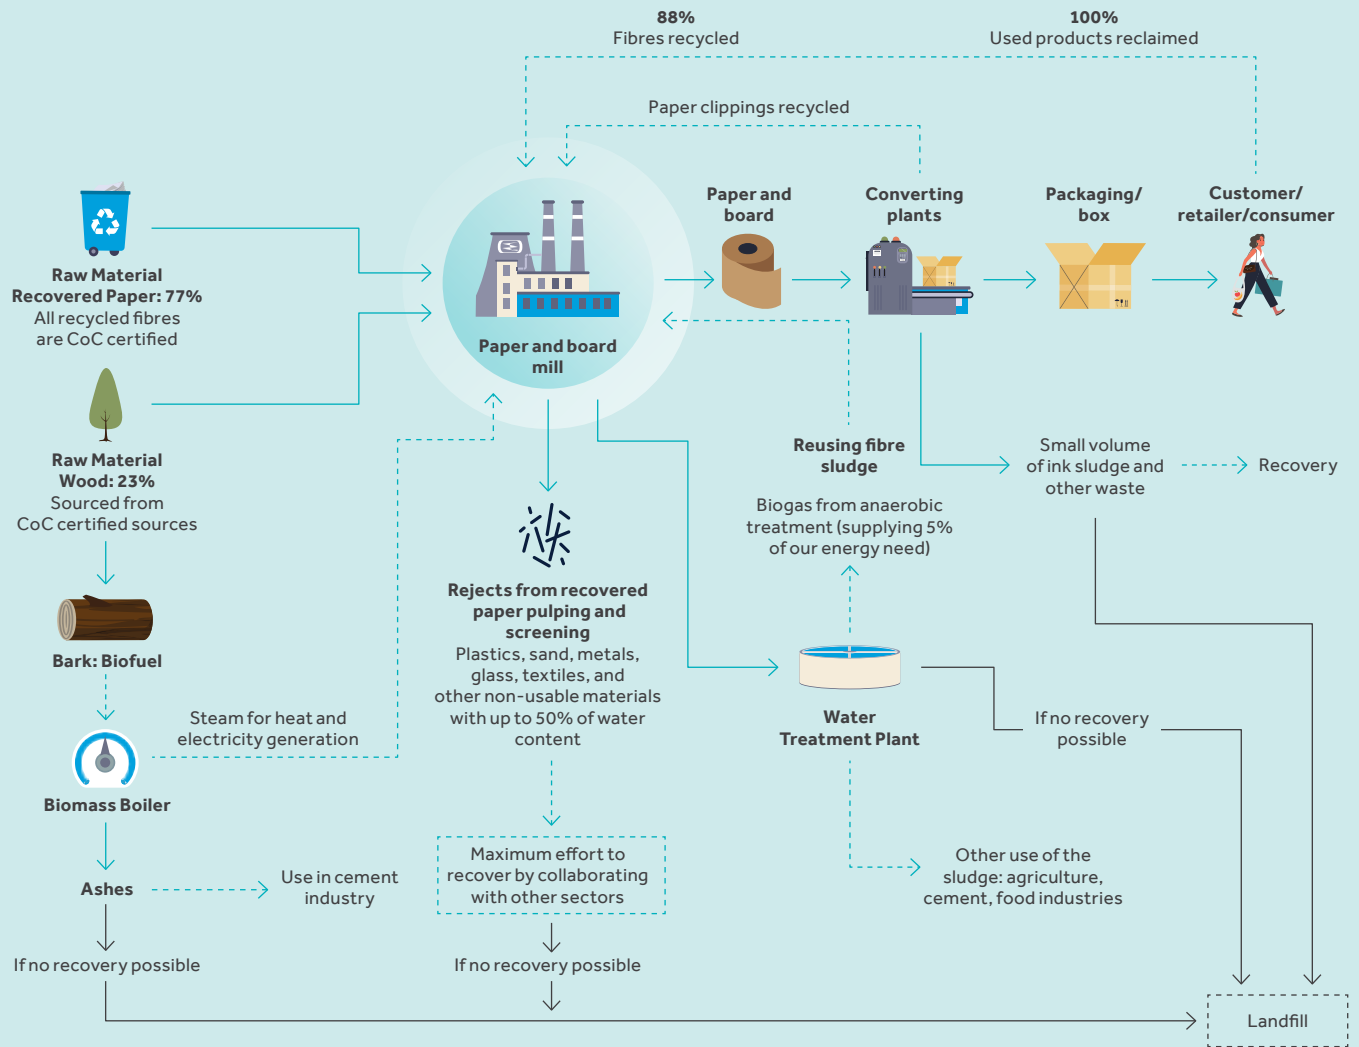 88%
Fibres recycled
100%
Used products reclaimed
Paper clippings recycled
Raw Material
Recovered Paper: 77%
All recycled fibres
are CoC certified
Paper and board
mill
Paper and
board
Converting
plants
Packaging/
box
Customer/
retailer/consumer
Raw Material
Wood: 23%
Sourced from
CoC certified sources
Reusing fibre
sludge
Biogas from anaerobic
treatment (supplying 5%
of our energy need)
Small volume
of ink sludge and
other waste
Recovery
Bark: Biofuel
Steam for heat and
electricity generation
Biomass Boiler
Rejects from recovered
paper pulping and
screening
Plastics, sand, metals,
glass, textiles, and
other non-usable materials
with up to 50% of water
content
Water
Treatment Plant
If no recovery
possible
Ashes
Use in cement
industry
Maximum effort to
recover by collaborating
with other sectors
Other use of the
sludge: agriculture,
cement, food industries
If no recovery possible
If no recovery possible
Landfill